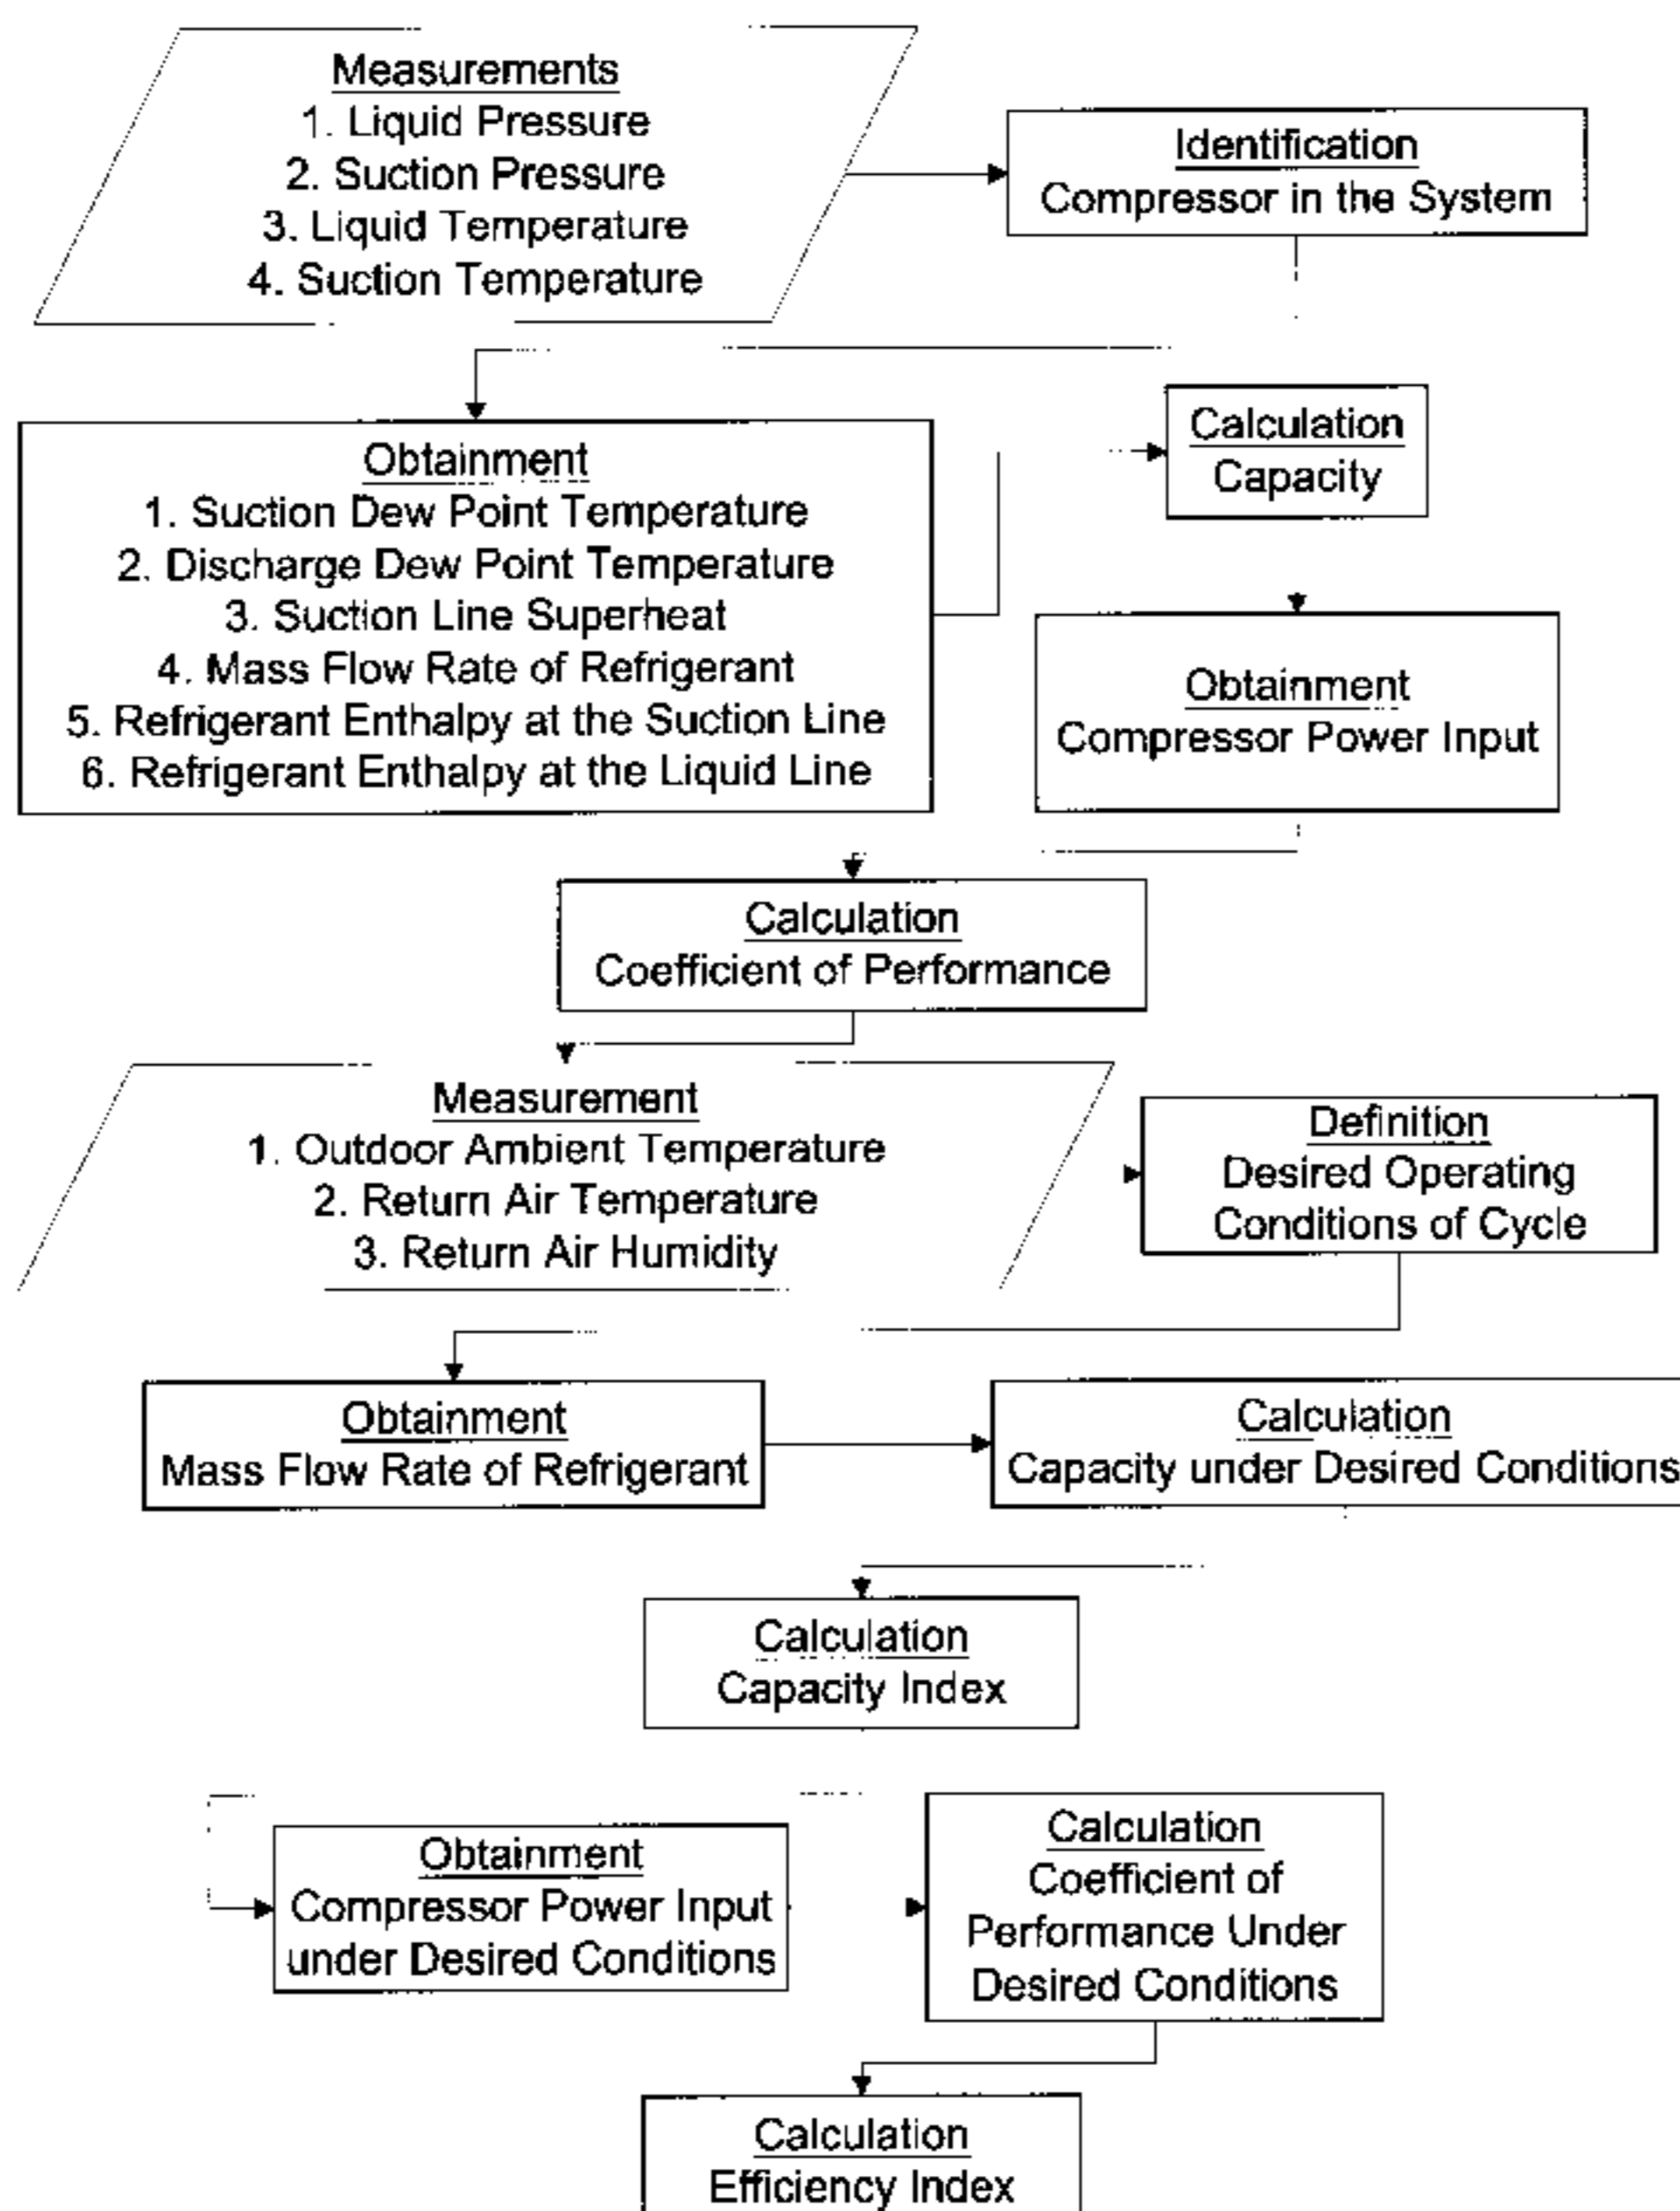 Measurements
1. Liquid Pressure
2. Suction Pressure
3. Liquid Temperature
4. Suction Temperature
Identification
Compressor in the System
Obtainment
1. Suction Dew Point Temperature
2. Discharge Dew Point Temperature
3. Suction Line Superheat
4. Mass Flow Rate of Refrigerant
5. Refrigerant Enthalpy at the Suction Line
6. Refrigerant Enthalpy at the Liquid Line
Calculation
Capacity
Obtainment
Compressor Power Input
Calculation
Coefficient of Performance
Measurement
1. Outdoor Ambient Temperature
2. Return Air Temperature
3. Return Air Humidity
Definition
Desired Operating
Conditions of Cycle
Obtainment
Mass Flow Rate of Refrigerant
Calculation
Capacity under Desired Conditions
Calculation
Capacity Index
Obtainment
Compressor Power Input
under Desired Conditions
Calculation
Coefficient of
Performance Under
Desired Conditions
Calculation
Efficiency Index